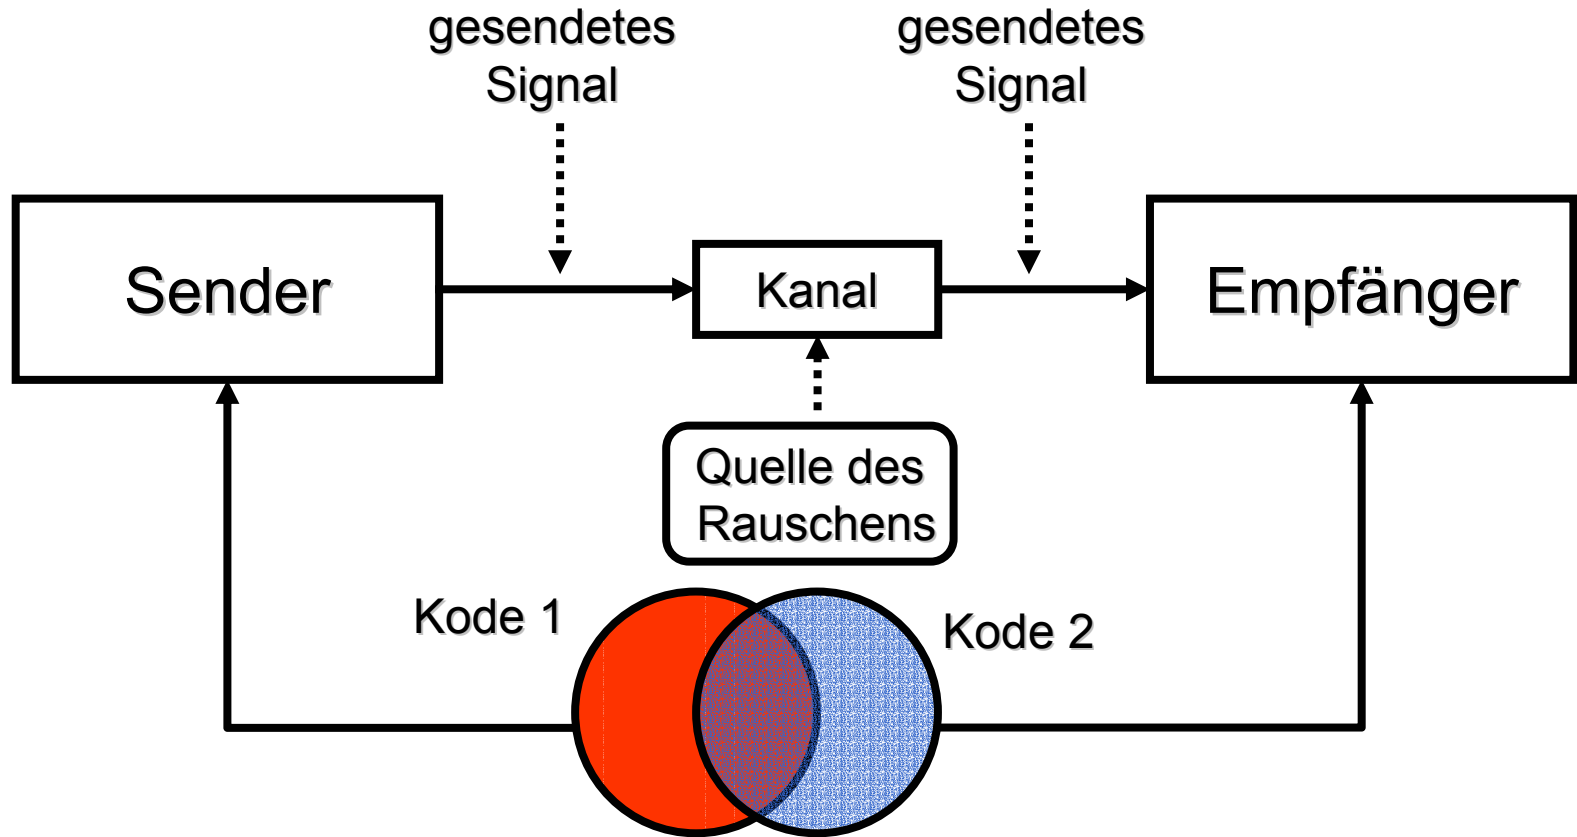 gesendetes
Signal
gesendetes
Signal
Sender
Kanal
Empfänger
Quelle des
Rauschens
Kode 1
Kode 2